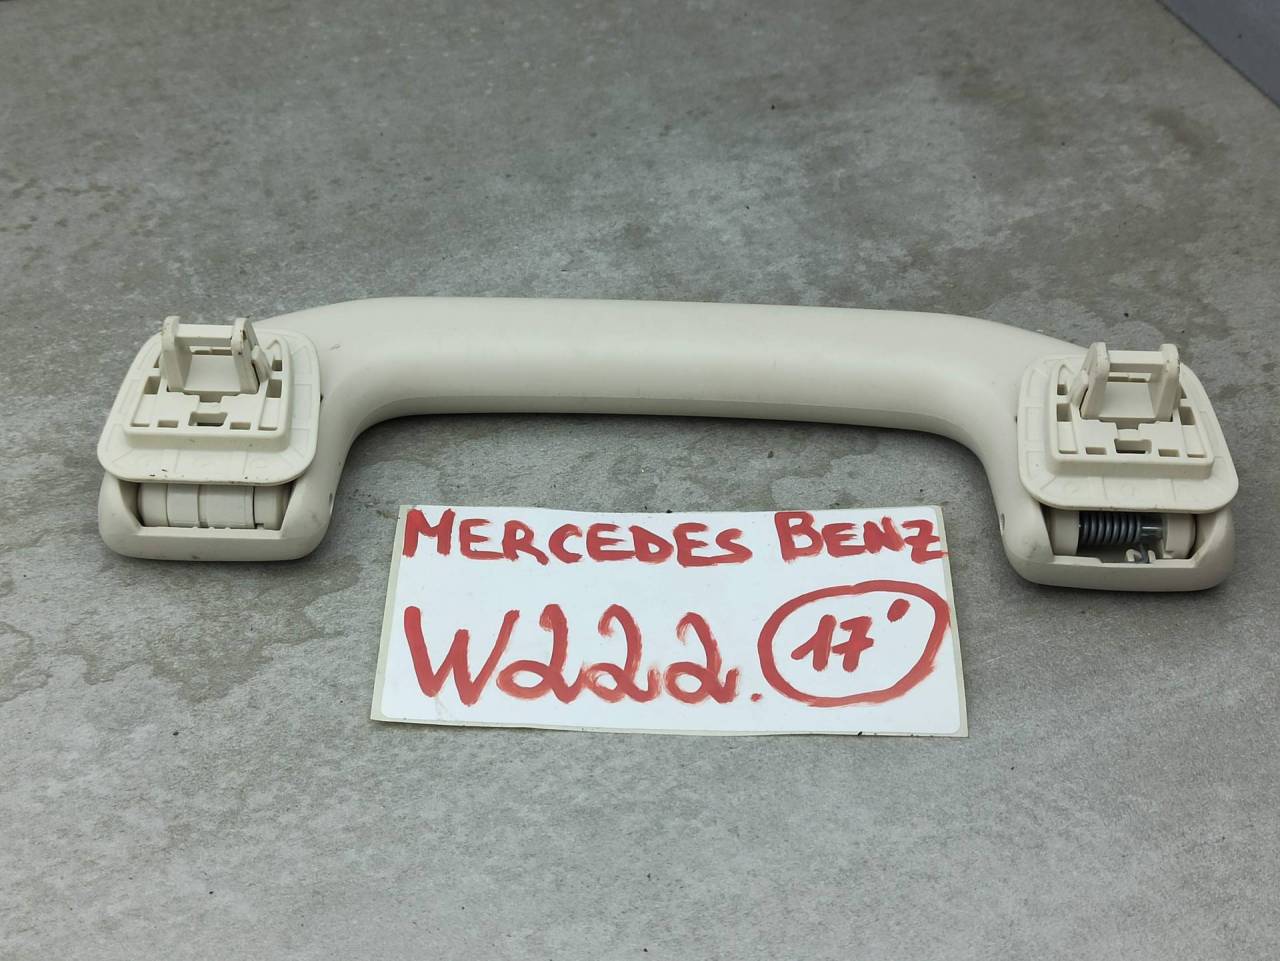 MERCEDES BENZ
W222. 17'